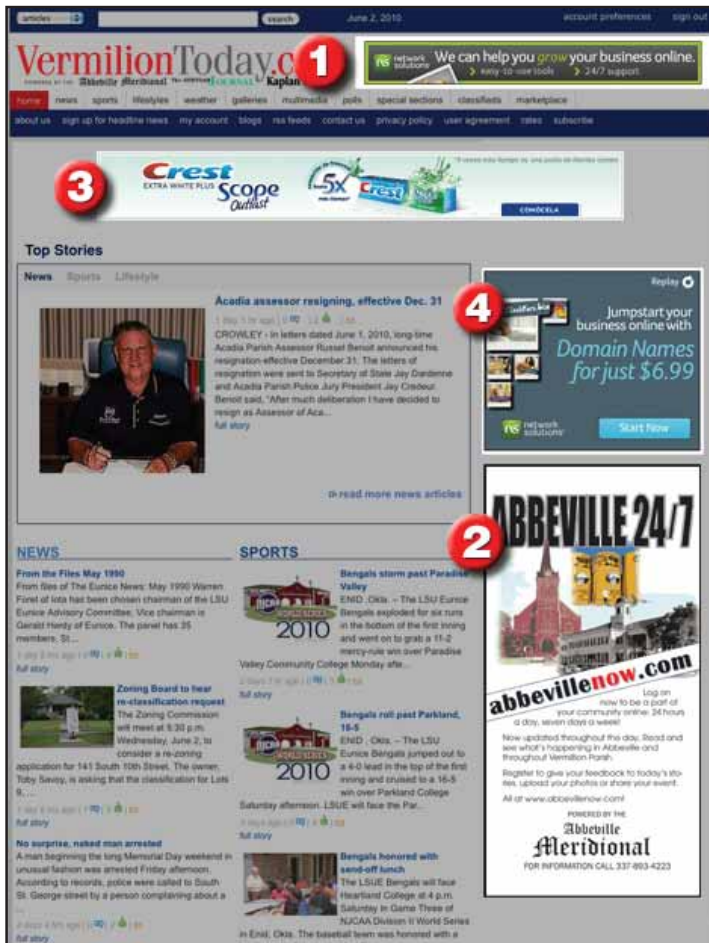 articles search June 2, 2010 account preferences sign out
VermilionToday.c
POWERED BY THE Abbeville Meridional JOURNAL Kaplan
1
network solutions We can help you grow your business online.
> easy-to-use tools > 24/7 support
home news sports lifestyles weather galleries multimedia polls special sections classifieds marketplace
about us sign up for headline news my account blogs rss feeds contact us privacy policy user agreement rates subscribe
3
Crest
EXTRA WHITE PLUS Scope
Outlast
5X
Crest
CONÓCELA
Top Stories
News Sports Lifestyle
Acadia assessor resigning, effective Dec. 31
1 day 1 hr ago | 0 | 2 |
CROWLEY - In letters dated June 1, 2010, long-time
Acadia Parish Assessor Russel Benoit announced his
resignation effective December 31. The letters of
resignation were sent to Secretary of State Jay Dardenne
and Acadia Parish Police Jury President Jay Credeur.
Benoit said, "After much deliberation I have decided to
resign as Assessor of Aca...
full story
read more news articles
4
Replay
Jumpstart your
business online with
Domain Names
for just $6.99
network solutions
Start Now
NEWS
From the Files May 1990
From files of The Eunice News: May 1990 Warren
Foret of Iota has been chosen chairman of the LSU
Eunice Advisory Committee. Vice chairman is
Gerald Herdy of Eunice. The panel has 35
members, St...
full story
Zoning Board to hear
re-classification request
The Zoning Commission
will meet at 5:30 p.m.
Wednesday, June 2, to
consider a re-zoning
application for 141 South 10th Street. The owner,
Toby Savoy, is asking that the classification for Lots
9, ...
full story
No surprise, naked man arrested
A man beginning the long Memorial Day weekend in
unusual fashion was arrested Friday afternoon.
According to records, police were called to South
St. George street by a person complaining about a
...
full story
SPORTS
2010
Bengals storm past Paradise
Valley
ENID, Okla. – The LSU Eunice
Bengals exploded for six runs
in the bottom of the first inning
and went on to grab a 11-2
mercy-rule win over Paradise
Valley Community College Monday afte...
full story
2010
Bengals roll past Parkland,
16-5
ENID, Okla. – The LSU
Eunice Bengals jumped out to
a 4-0 lead in the top of the first
inning and cruised to a 16-5
win over Parkland College
Saturday afternoon. LSUE will face the Par...
full story
Bengals honored with
send-off lunch
The LSUE Bengals will face
Heartland College at 4 p.m.
Saturday in Game Three of
NJCAA Division II World Series
in Enid, Okla. The baseball team was honored with a
2
ABBEVILLE 24/7
abbevillenow.com
Log on
now to be a part of
your community online: 24 hours
a day, seven days a week!
Now updated throughout the day. Read and
see what's happening in Abbeville and
throughout Vermilion Parish.
Register to give your feedback to today's sto-
ries, upload your photos or share your event.
All at www.abbevillenow.com!
POWERED BY THE
Abbeville
Meridional
FOR INFORMATION CALL 337-893-4223